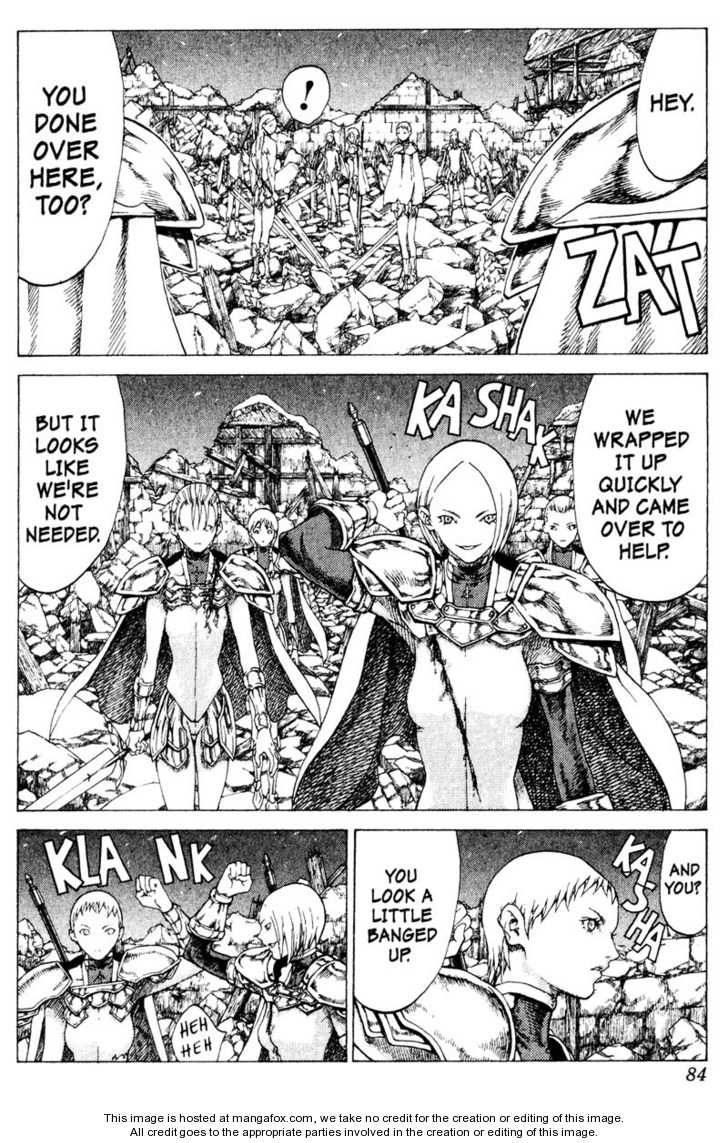 HEY.
!
YOU
DONE
OVER
HERE,
TOO?
ZAT
WE
WRAPPED
IT UP
QUICKLY
AND CAME
OVER TO
HELP.
KA SHAK
BUT IT
LOOKS
LIKE
WE'RE
NOT
NEEDED.
AND
YOU?
KA-SHA
YOU
LOOK A
LITTLE
BANGED
UP.
KLANK
HEH
HEH
84
This image is hosted at mangafox.com, we take no credit for the creation or editing of this image.
All credit goes to the appropriate parties involved in the creation or editing of this image.